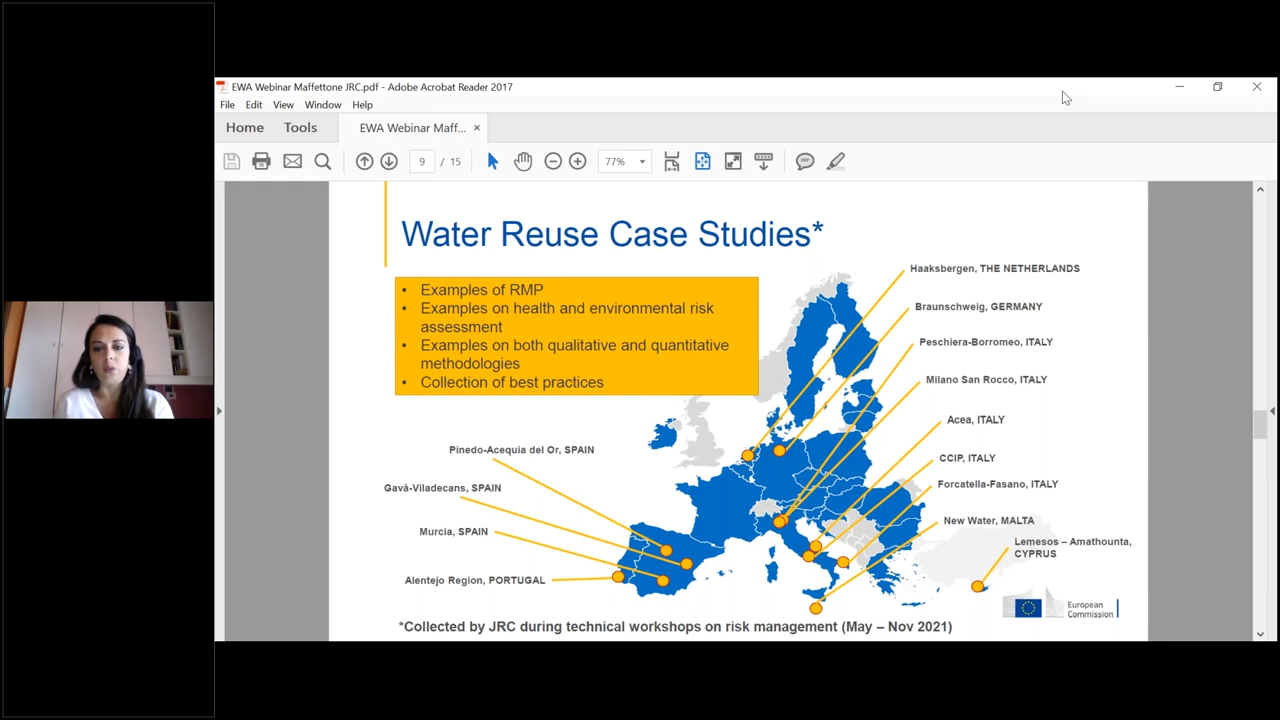 EWA Webinar Maffettone JRC.pdf - Adobe Acrobat Reader 2017
File Edit View Window Help
Home Tools EWA Webinar Maff... ×
9 / 15 77%
Water Reuse Case Studies*
• Examples of RMP
• Examples on health and environmental risk
assessment
• Examples on both qualitative and quantitative
methodologies
• Collection of best practices
Haaksbergen, THE NETHERLANDS
Braunschweig, GERMANY
Peschiera-Borromeo, ITALY
Milano San Rocco, ITALY
Acea, ITALY
CCIP, ITALY
Forcatella-Fasano, ITALY
New Water, MALTA
Lemesos – Amathounta,
CYPRUS
Pinedo-Acequia del Or, SPAIN
Gavà-Viladecans, SPAIN
Murcia, SPAIN
Alentejo Region, PORTUGAL
European
Commission
*Collected by JRC during technical workshops on risk management (May – Nov 2021)